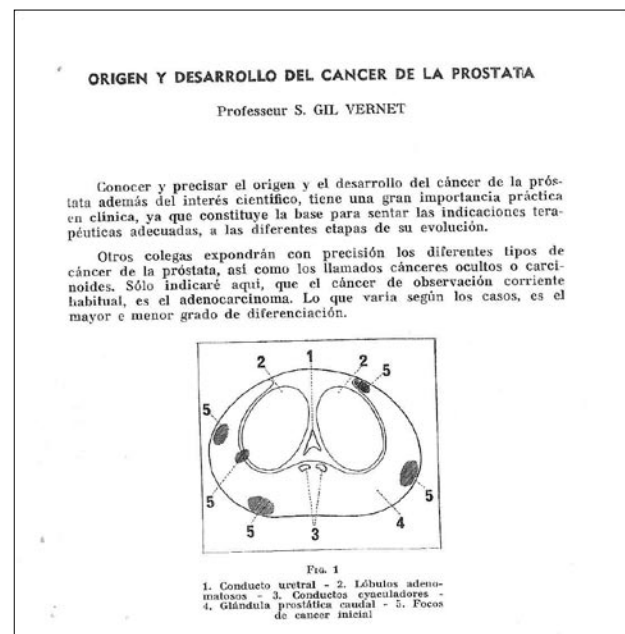 ORIGEN Y DESARROLLO DEL CANCER DE LA PROSTATA
Professeur S. GIL VERNET
Conocer y precisar el origen y el desarrollo del cáncer de la prós-
tata además del interés científico, tiene una gran importancia práctica
en clínica, ya que constituye la base para sentar las indicaciones tera-
péuticas adecuadas, a las diferentes etapas de su evolución.
Otros colegas expondrán con precisión los diferentes tipos de
cáncer de la próstata, así como los llamados cánceres ocultos o carci-
noides. Sólo indicaré aquí, que el cáncer de observación corriente
habitual, es el adenocarcinoma. Lo que varía según los casos, es el
mayor e menor grado de diferenciación.
2 1 2
5
5
5
5
5
4
3
FIG. 1
1. Conducto uretral - 2. Lóbulos adeno-
matosos - 3. Conductos eyaculadores -
4. Glándula prostática caudal - 5. Focos
de cancer inicial